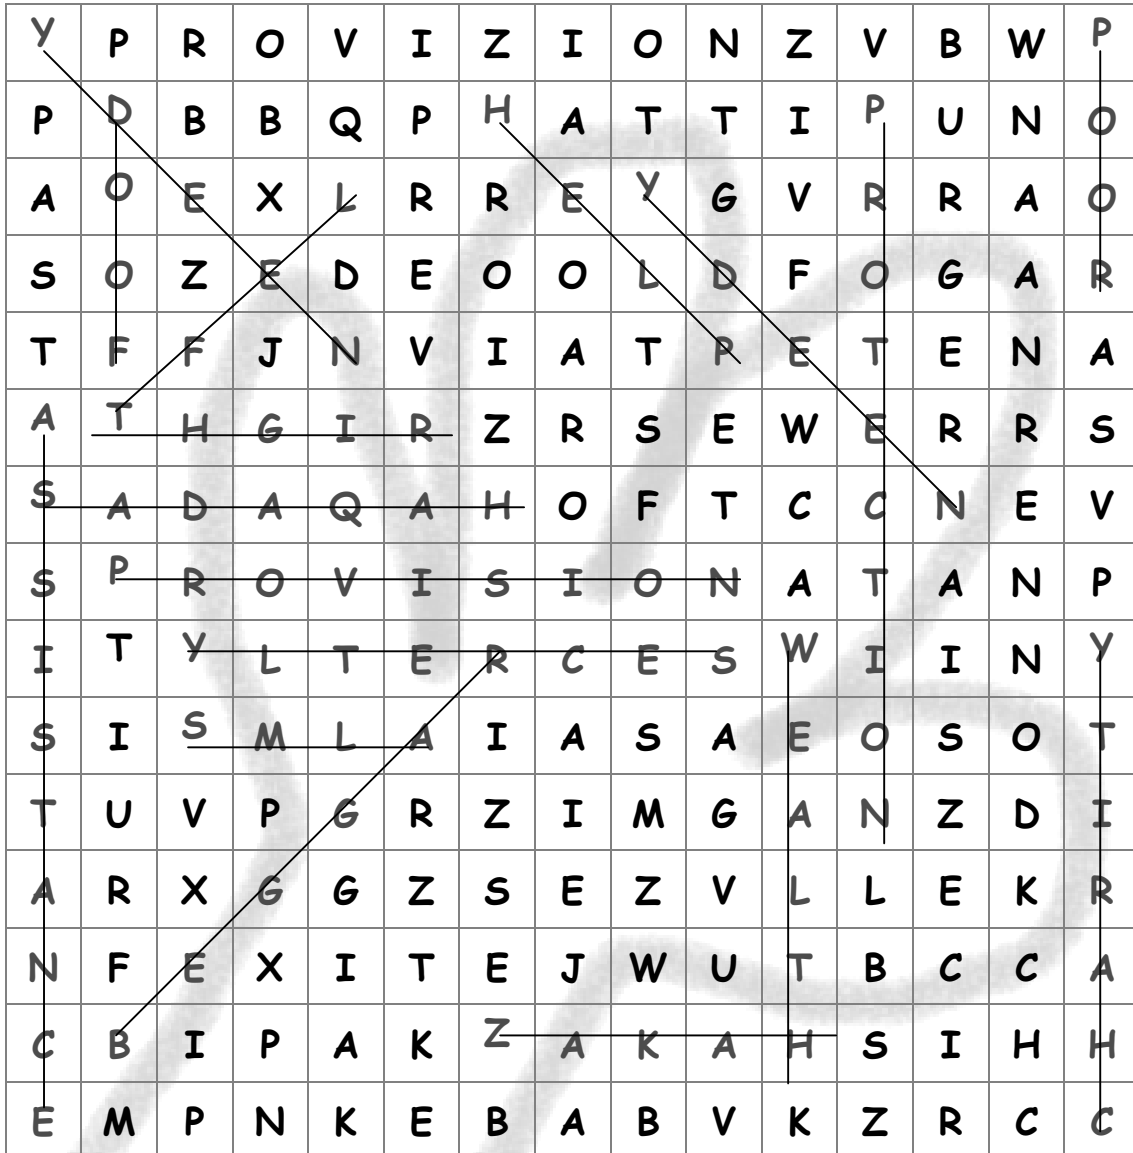 Y P R O V I Z I O N Z V B W P
P D B B Q P H A T T I P U N O
A O E X L R R E Y G V R R A O
S O Z E D E O O L D F O G A R
T F F J N V I A T P E T E N A
A T H G I R Z R S E W E R R S
S A D A Q A H O F T C C N E V
S P R O V I S I O N A T A N P
I T Y L T E R C E S W I I N Y
S I S M L A I A S A E O S O T
T U V P G R Z I M G A N Z D I
A R X G G Z S E Z V L L E K R
N F E X I T E J W U T B C C A
C B I P A K Z A K A H S I H H
E M P N K E B A B V K Z R C C